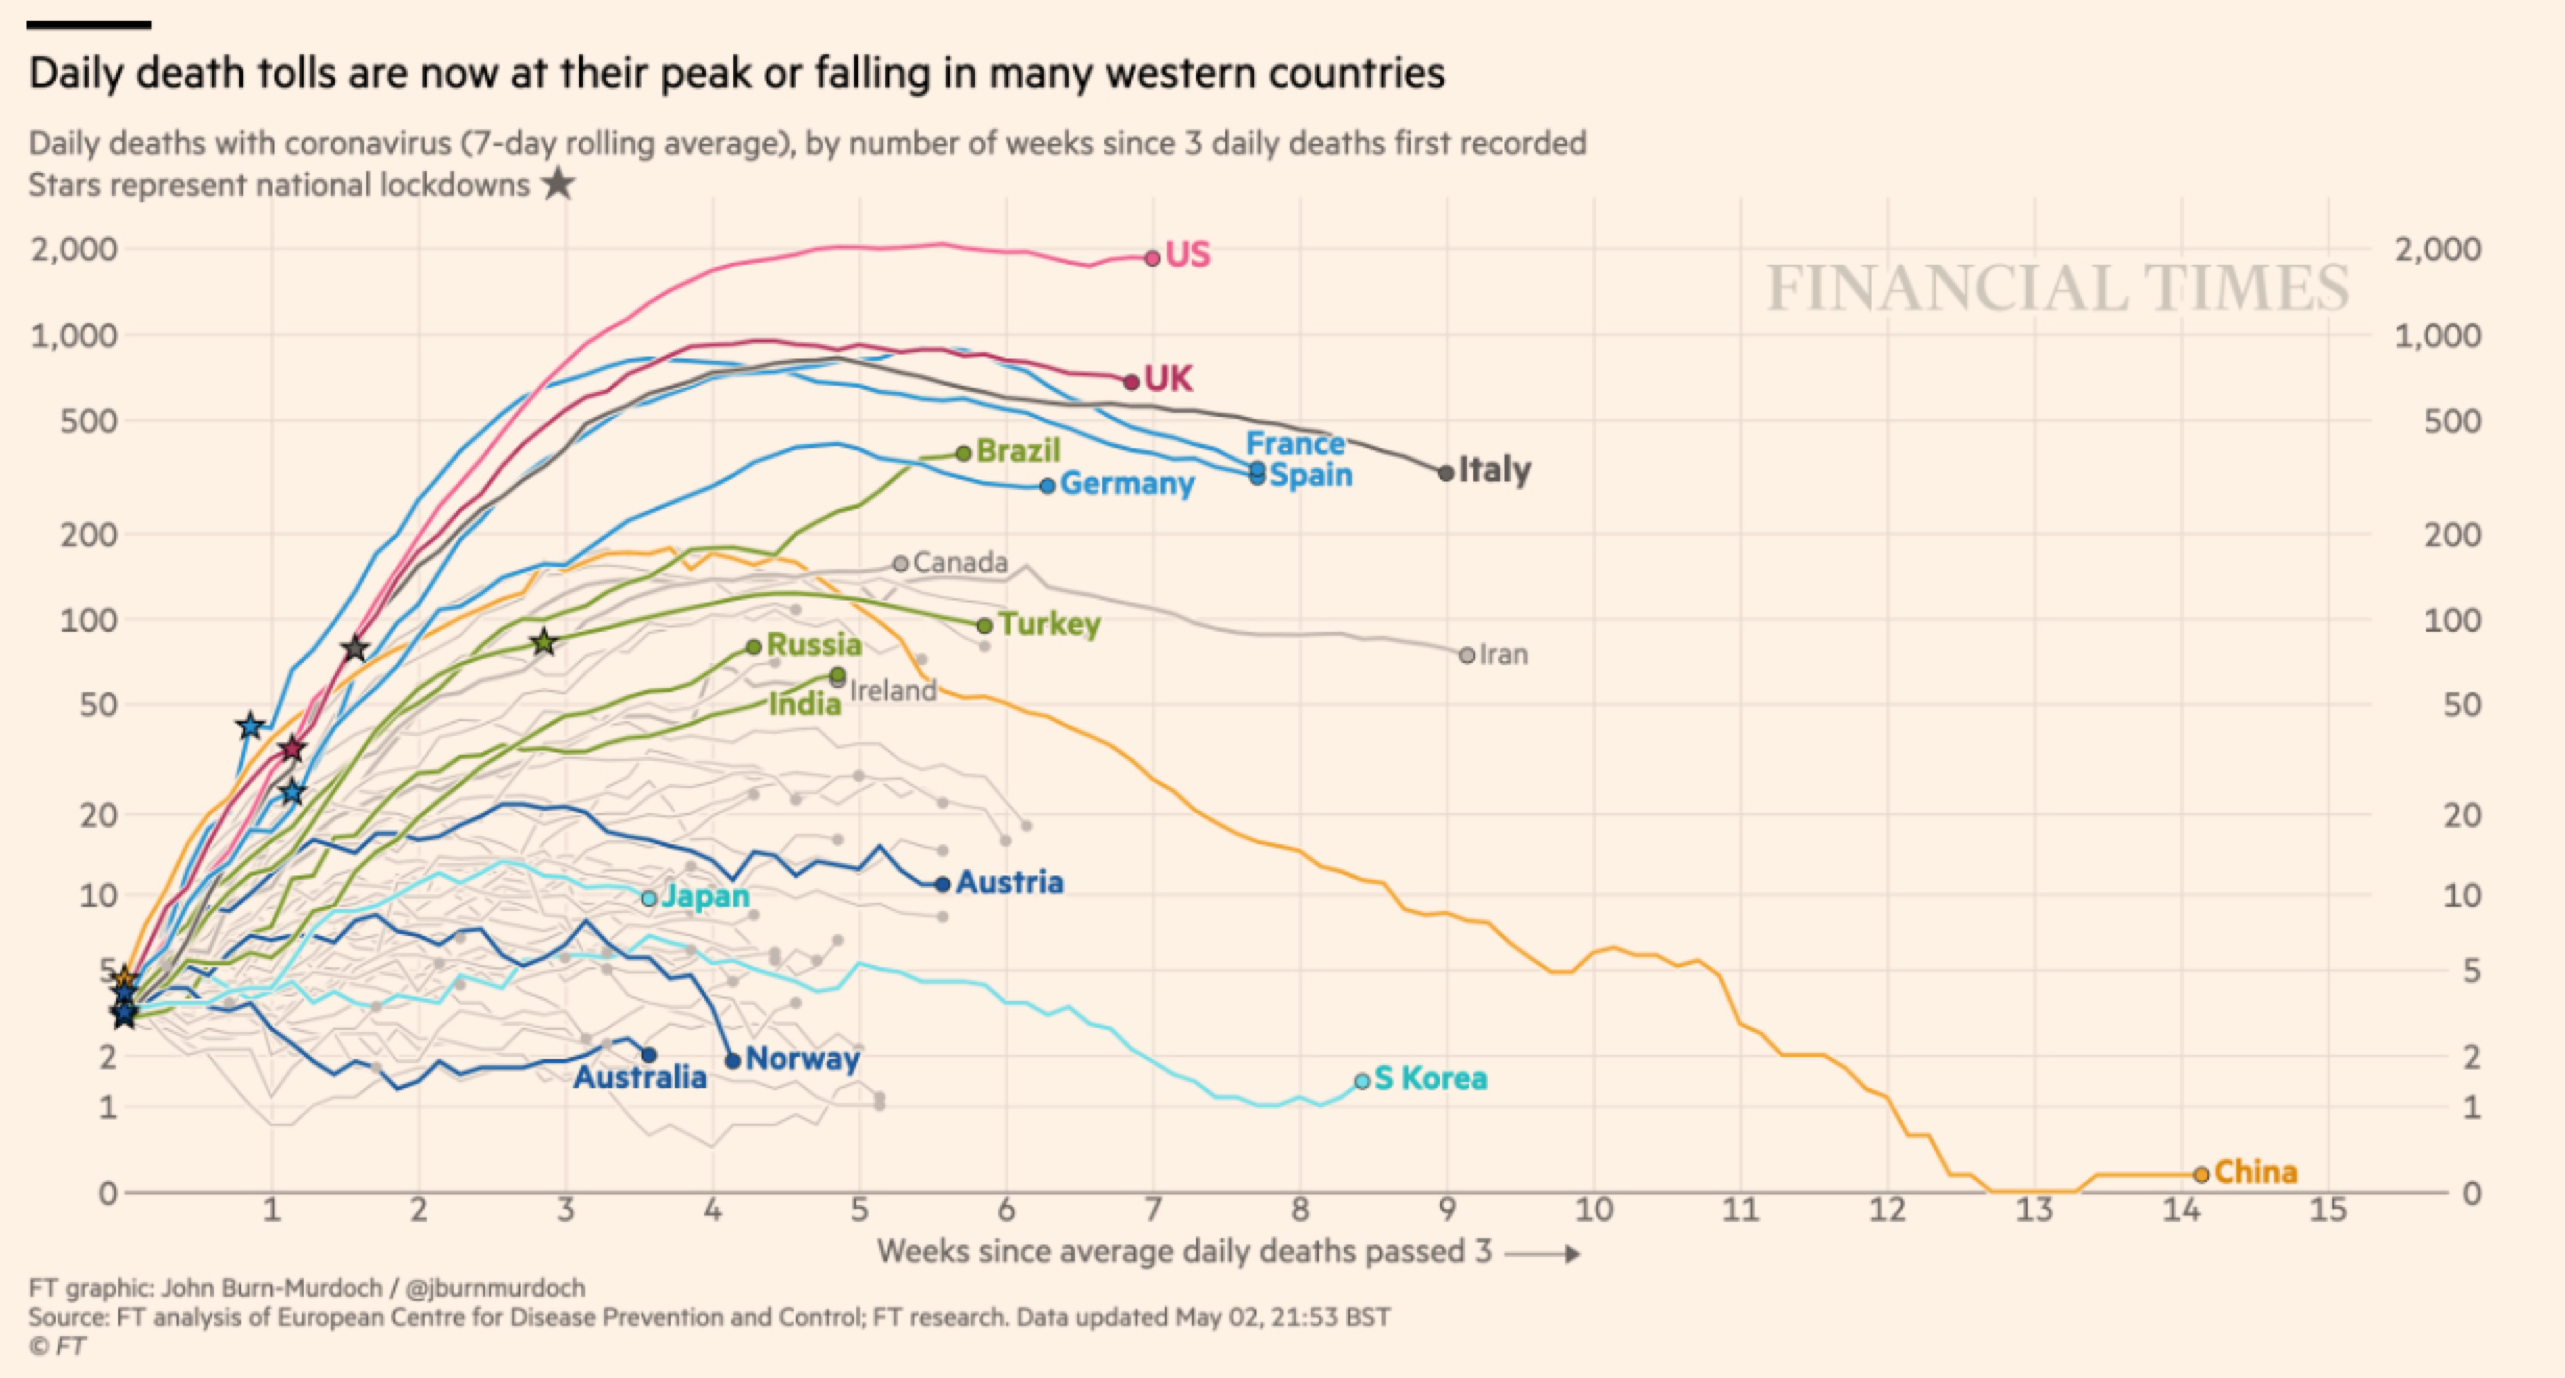 Daily death tolls are now at their peak or falling in many western countries
Daily deaths with coronavirus (7-day rolling average), by number of weeks since 3 daily deaths first recorded
Stars represent national lockdowns ★
2,000
1,000
500
200
100
50
20
10
5
2
1
0
FINANCIAL TIMES
US
UK
France
Spain
Italy
Brazil
Germany
Canada
Turkey
Russia
Iran
Ireland
India
Austria
Japan
Norway
Australia
S Korea
China
2,000
1,000
500
200
100
50
20
10
5
2
1
0
1 2 3 4 5 6 7 8 9 10 11 12 13 14 15
Weeks since average daily deaths passed 3 →
FT graphic: John Burn-Murdoch / @jburnmurdoch
Source: FT analysis of European Centre for Disease Prevention and Control; FT research. Data updated May 02, 21:53 BST
© FT